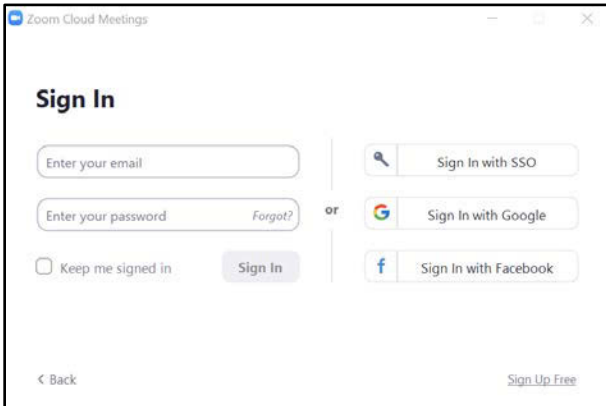 Zoom Cloud Meetings
Sign In
Enter your email
Enter your password
Forgot?
Keep me signed in
Sign In
or
Sign In with SSO
Sign In with Google
Sign In with Facebook
Back
Sign Up Free